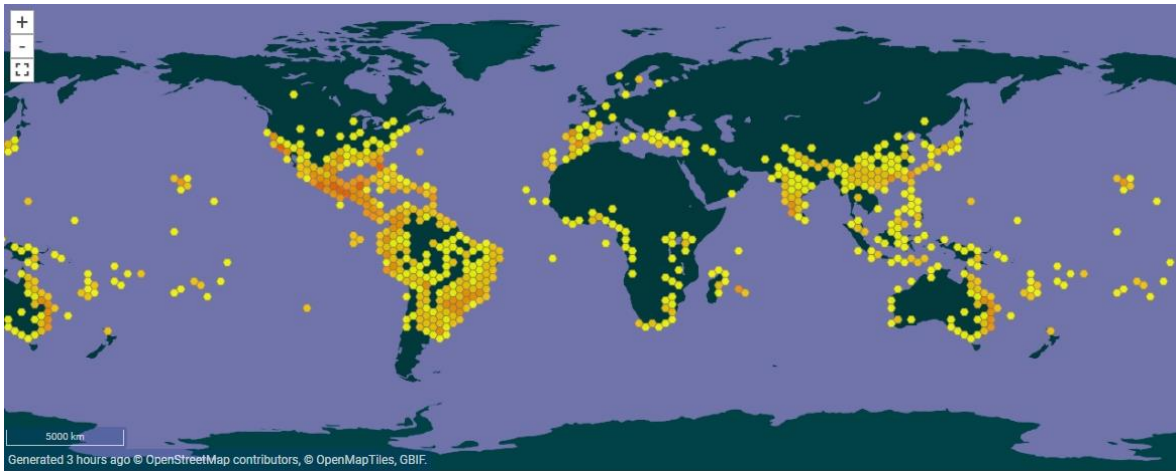 +
-
5000 km
Generated 3 hours ago © OpenStreetMap contributors, © OpenMapTiles, GBIF.